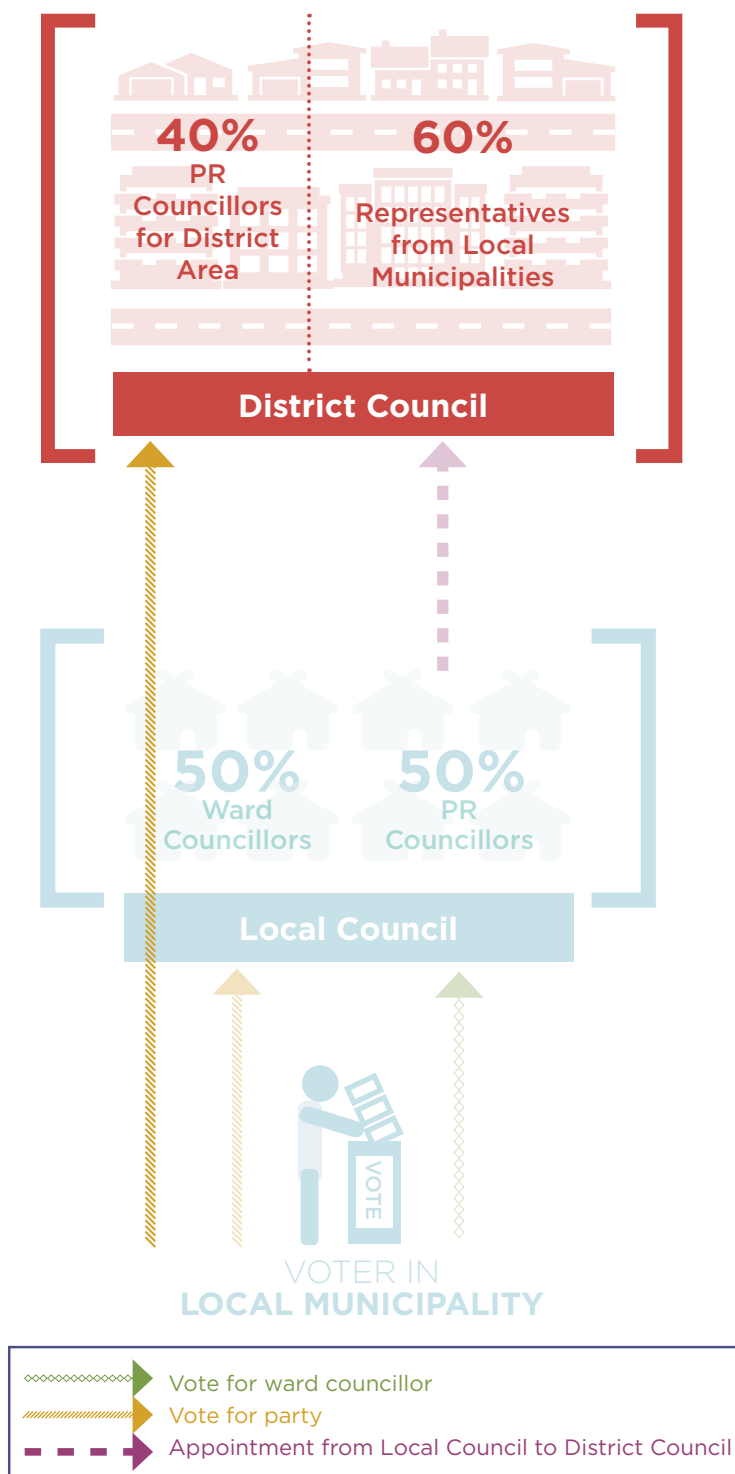 40%
PR
Councillors
for District
Area
60%
Representatives
from Local
Municipalities
District Council
50%
Ward
Councillors
50%
PR
Councillors
Local Council
VOTE
VOTER IN
LOCAL MUNICIPALITY
Vote for ward councillor
Vote for party
Appointment from Local Council to District Council